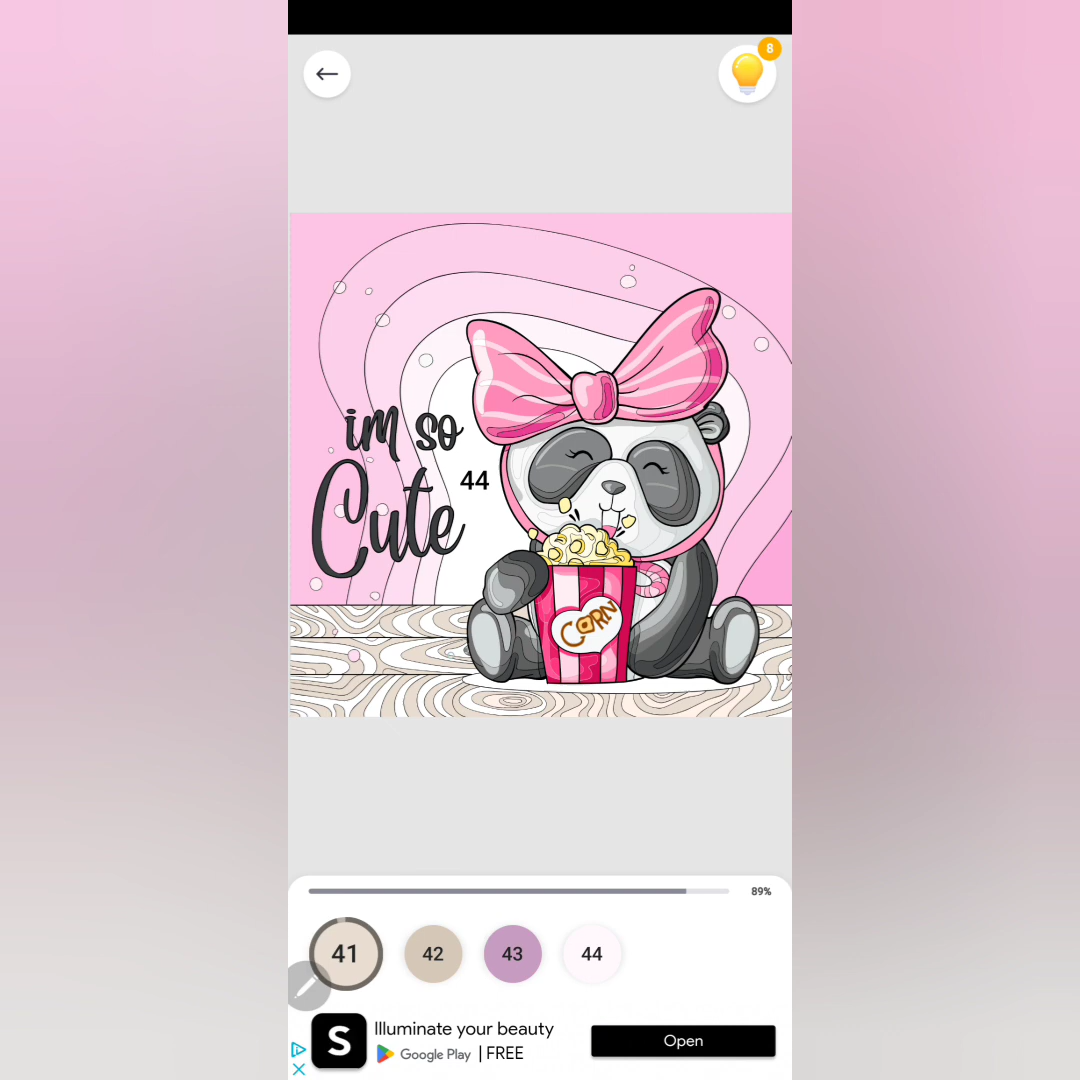 8
im so
Cute
44
CORN
89%
41
42
43
44
S
Illuminate your beauty
Google Play | FREE
Open